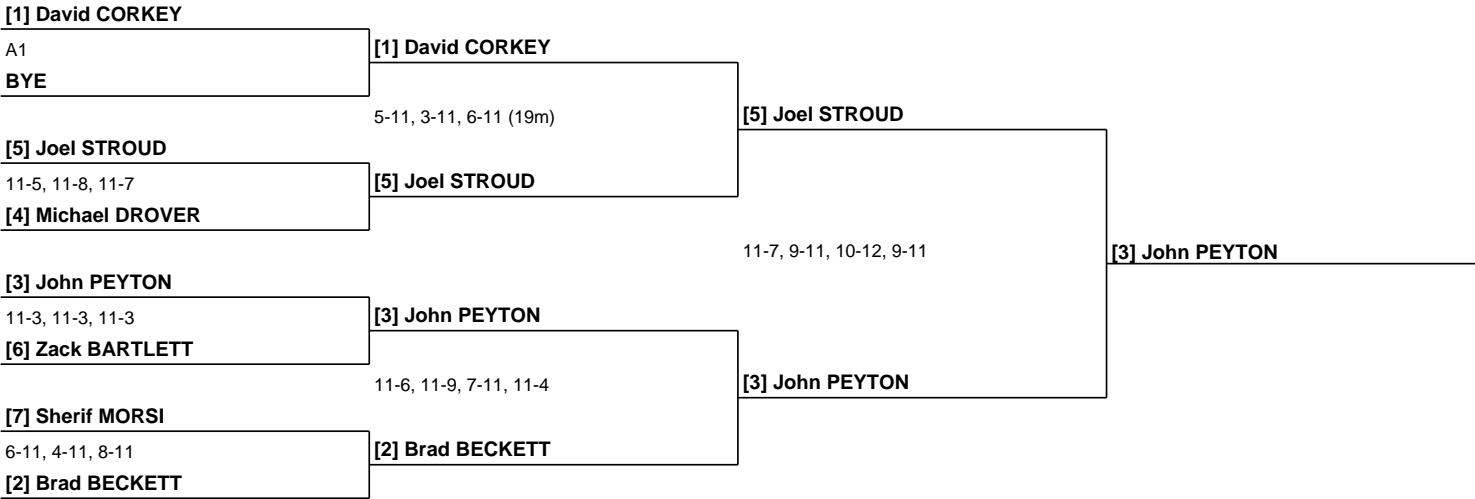 [1] David CORKEY
A1
BYE
[5] Joel STROUD
11-5, 11-8, 11-7
[4] Michael DROVER
[3] John PEYTON
11-3, 11-3, 11-3
[6] Zack BARTLETT
[7] Sherif MORSI
6-11, 4-11, 8-11
[2] Brad BECKETT
[1] David CORKEY
5-11, 3-11, 6-11 (19m)
[5] Joel STROUD
[3] John PEYTON
11-6, 11-9, 7-11, 11-4
[2] Brad BECKETT
[5] Joel STROUD
11-7, 9-11, 10-12, 9-11
[3] John PEYTON
[3] John PEYTON